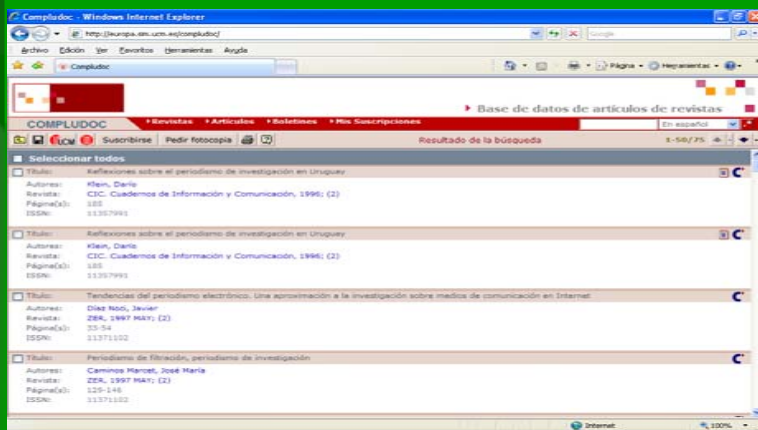 Compludoc - Windows Internet Explorer
http://europa.sim.ucm.es/compludoc/
Google
Archivo Edición Ver Favoritos Herramientas Ayuda
Compludoc
Página Herramientas
Base de datos de artículos de revistas
COMPLUDOC Revistas Artículos Boletines Mis Suscripciones En español
UCM Suscribirse Pedir fotocopia Resultado de la búsqueda 1-50/75
Seleccionar todos
Título: Reflexiones sobre el periodismo de investigación en Uruguay
Autores: Klein, Darío
Revista: CIC. Cuadernos de Información y Comunicación, 1996; (2)
Página(s): 185
ISSN: 11357991
Título: Reflexiones sobre el periodismo de investigación en Uruguay
Autores: Klein, Darío
Revista: CIC. Cuadernos de Información y Comunicación, 1996; (2)
Página(s): 185
ISSN: 11357991
Título: Tendencias del periodismo electrónico. Una aproximación a la investigación sobre medios de comunicación en Internet
Autores: Díaz Noci, Javier
Revista: ZER, 1997 MAY; (2)
Página(s): 33-54
ISSN: 11371102
Título: Periodismo de filtración, periodismo de investigación
Autores: Caminos Marcet, José María
Revista: ZER, 1997 MAY; (2)
Página(s): 125-146
ISSN: 11371102
Internet 100%